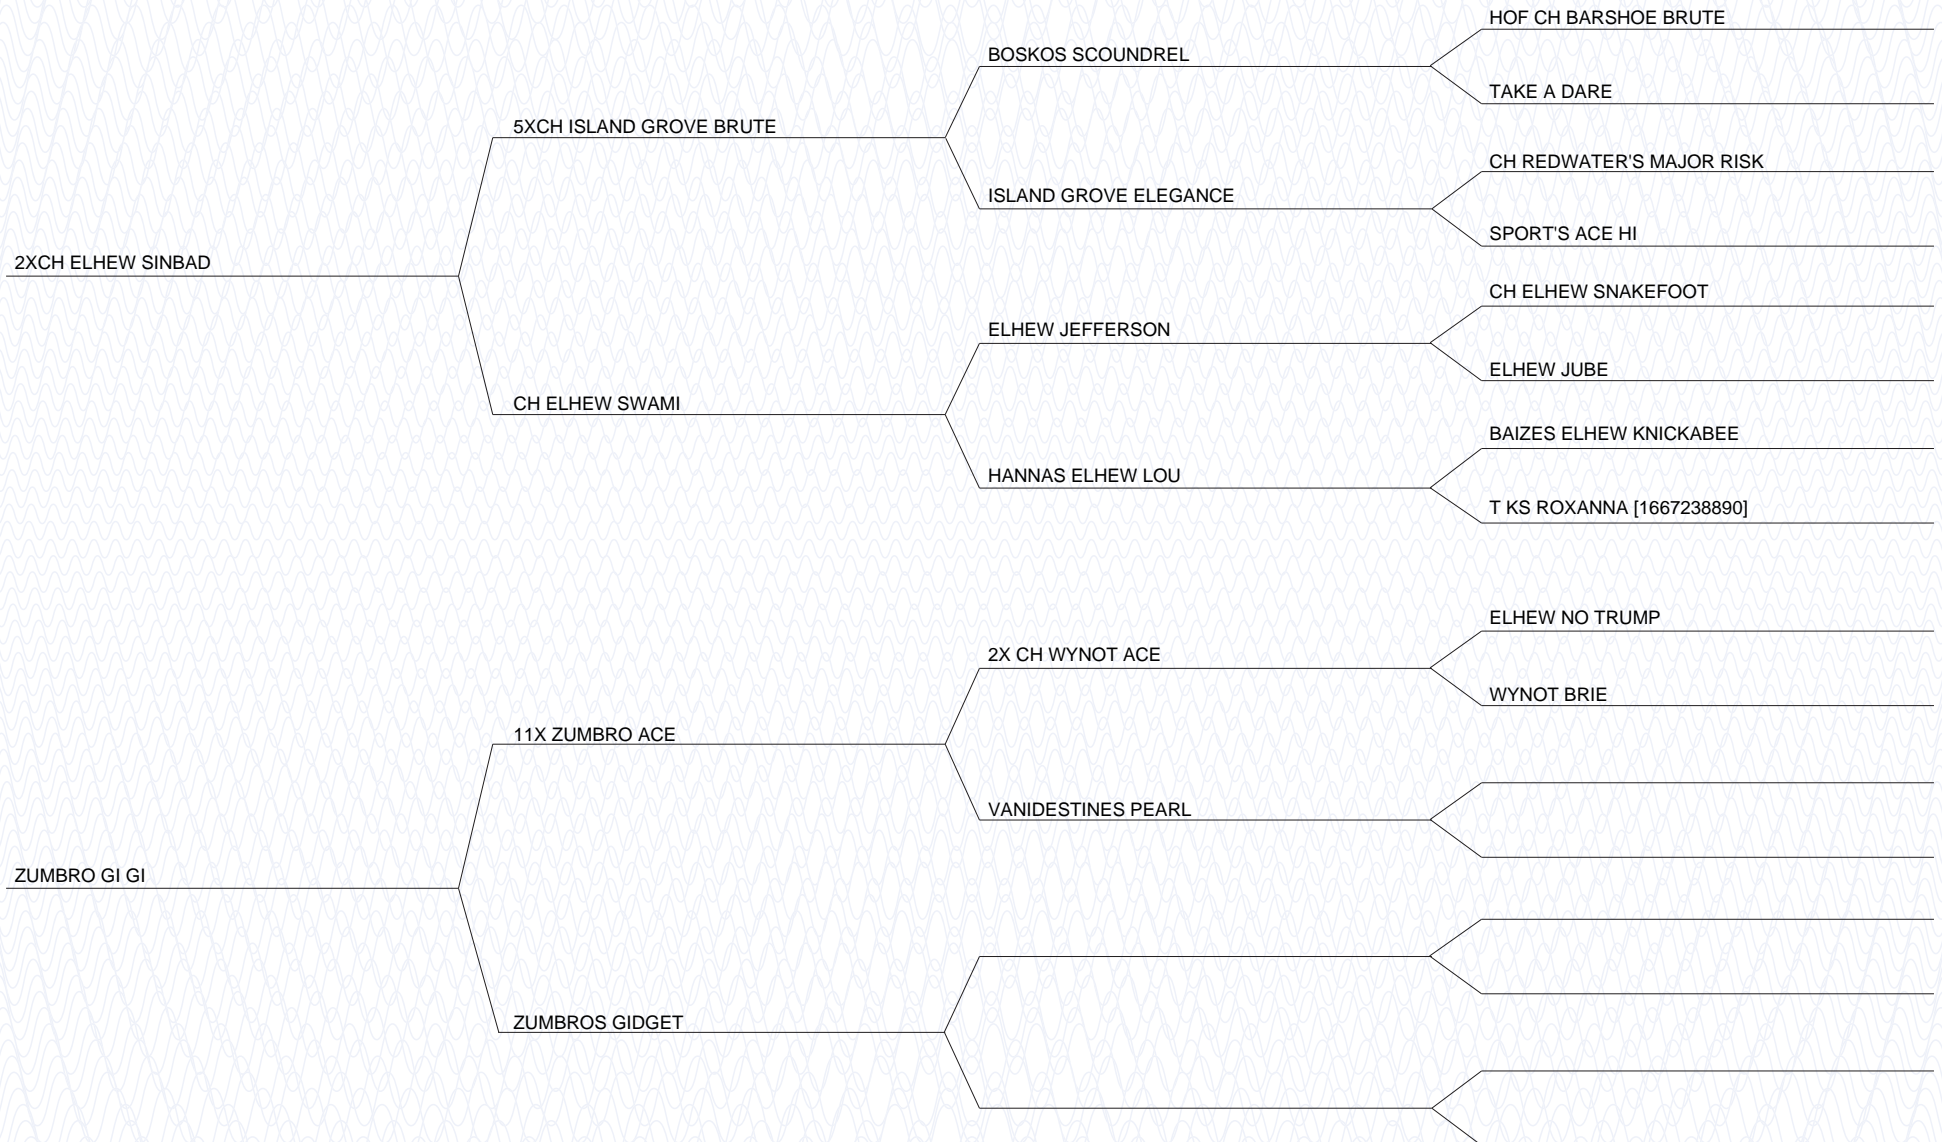 HOF CH BARSHOE BRUTE
BOSKOS SCOUNDREL
TAKE A DARE
5XCH ISLAND GROVE BRUTE
CH REDWATER'S MAJOR RISK
ISLAND GROVE ELEGANCE
SPORT'S ACE HI
2XCH ELHEW SINBAD
CH ELHEW SNAKEFOOT
ELHEW JEFFERSON
ELHEW JUBE
CH ELHEW SWAMI
BAIZES ELHEW KNICKABEE
HANNAS ELHEW LOU
T KS ROXANNA [1667238890]
ELHEW NO TRUMP
2X CH WYNOT ACE
WYNOT BRIE
11X ZUMBRO ACE
VANIDESTINES PEARL
ZUMBRO GI GI
ZUMBROS GIDGET